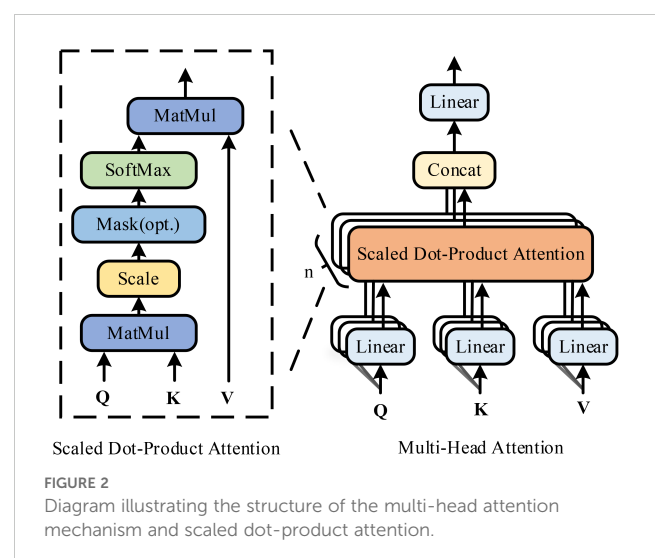 MatMul
SoftMax
Mask(opt.)
Scale
MatMul
Q K V
Scaled Dot-Product Attention
Linear
Concat
Scaled Dot-Product Attention
n
Linear Linear Linear
Q K V
Multi-Head Attention
FIGURE 2
Diagram illustrating the structure of the multi-head attention
mechanism and scaled dot-product attention.